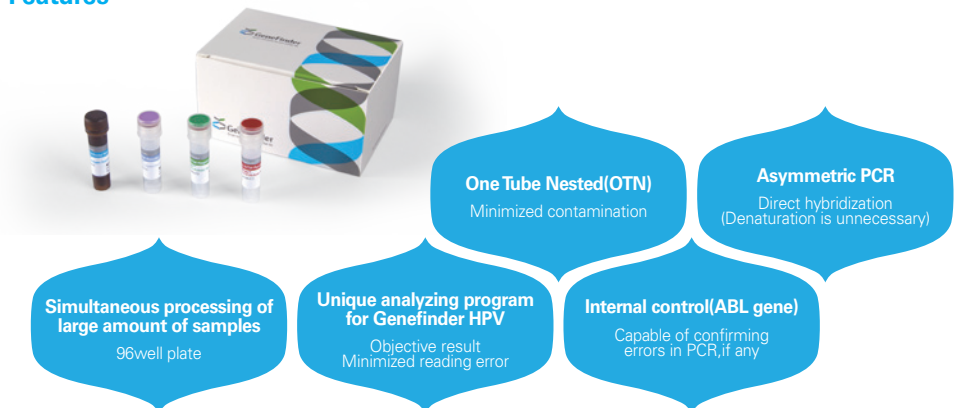 Features
GeneFinder
GeneFinder
One Tube Nested(OTN)
Minimized contamination
Asymmetric PCR
Direct hybridization
(Denaturation is unnecessary)
Simultaneous processing of
large amount of samples
96well plate
Unique analyzing program
for Genefinder HPV
Objective result
Minimized reading error
Internal control(ABL gene)
Capable of confirming
errors in PCR,if any